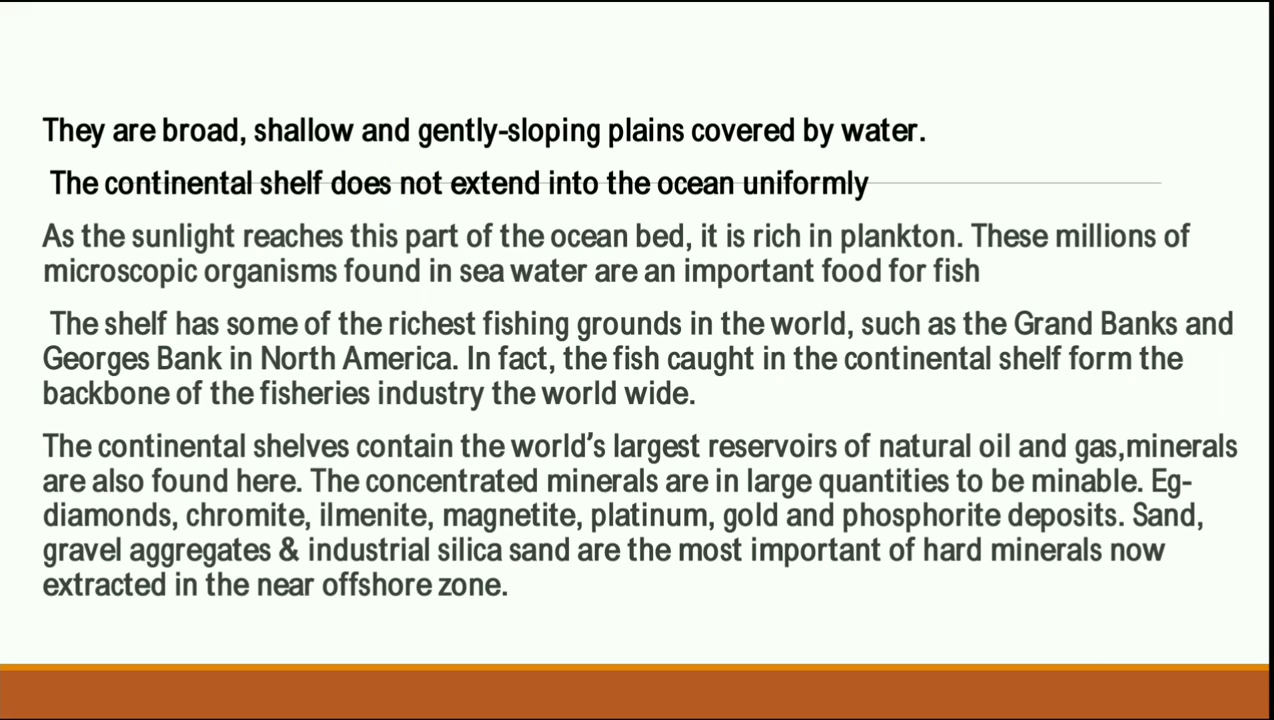 They are broad, shallow and gently-sloping plains covered by water.
The continental shelf does not extend into the ocean uniformly
As the sunlight reaches this part of the ocean bed, it is rich in plankton. These millions of
microscopic organisms found in sea water are an important food for fish
The shelf has some of the richest fishing grounds in the world, such as the Grand Banks and
Georges Bank in North America. In fact, the fish caught in the continental shelf form the
backbone of the fisheries industry the world wide.
The continental shelves contain the world’s largest reservoirs of natural oil and gas,minerals
are also found here. The concentrated minerals are in large quantities to be minable. Eg-
diamonds, chromite, ilmenite, magnetite, platinum, gold and phosphorite deposits. Sand,
gravel aggregates & industrial silica sand are the most important of hard minerals now
extracted in the near offshore zone.